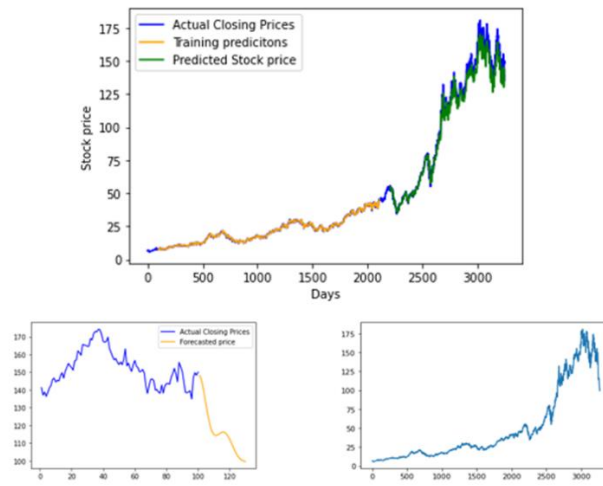 Actual Closing Prices
Training predicitons
Predicted Stock price
175
150
125
100
75
50
25
0
Stock price
0 500 1000 1500 2000 2500 3000
Days
170
160
150
140
130
120
110
100
Actual Closing Prices
Forecasted price
0 20 40 60 80 100 120
175
150
125
100
75
50
25
0
0 500 1000 1500 2000 2500 3000